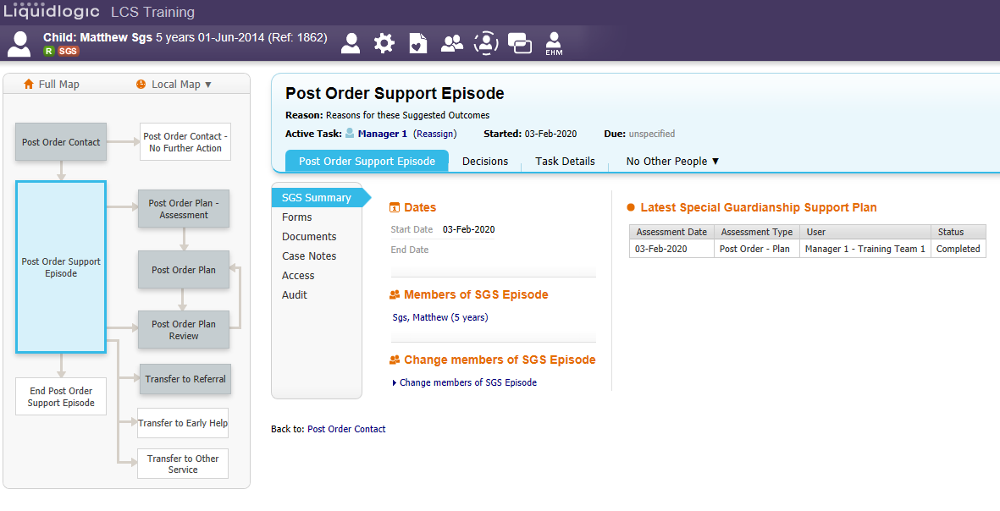 Liquidlogic LCS Training
Child: Matthew Sgs 5 years 01-Jun-2014 (Ref: 1862)
R SGS
EHM
Full Map
Local Map ▼
Post Order Contact
Post Order Contact -
No Further Action
Post Order Support
Episode
Post Order Plan -
Assessment
Post Order Plan
Post Order Plan
Review
Transfer to Referral
End Post Order
Support Episode
Transfer to Early Help
Transfer to Other
Service
Post Order Support Episode
Reason: Reasons for these Suggested Outcomes
Active Task: Manager 1 (Reassign) Started: 03-Feb-2020 Due: unspecified
Post Order Support Episode Decisions Task Details No Other People ▼
SGS Summary
Forms
Documents
Case Notes
Access
Audit
1 Dates
Start Date 03-Feb-2020
End Date
Members of SGS Episode
Sgs, Matthew (5 years)
Change members of SGS Episode
Change members of SGS Episode
Latest Special Guardianship Support Plan
Assessment Date Assessment Type User Status
03-Feb-2020 Post Order - Plan Manager 1 - Training Team 1 Completed
Back to: Post Order Contact